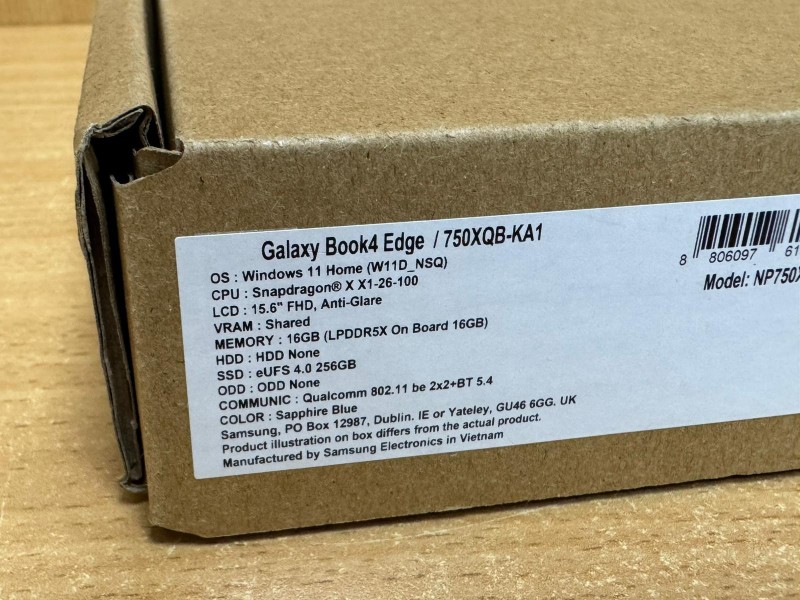 Galaxy Book4 Edge / 750XQB-KA1
OS : Windows 11 Home (W11D_NSQ)
CPU : Snapdragon® X X1-26-100
LCD : 15.6" FHD, Anti-Glare
VRAM : Shared
MEMORY : 16GB (LPDDR5X On Board 16GB)
HDD : HDD None
SSD : eUFS 4.0 256GB
ODD : ODD None
COMMUNIC : Qualcomm 802.11 be 2x2+BT 5.4
COLOR : Sapphire Blue
Samsung, PO Box 12987, Dublin. IE or Yateley, GU46 6GG. UK
Product illustration on box differs from the actual product.
Manufactured by Samsung Electronics in Vietnam
8 806097 61
Model: NP750X